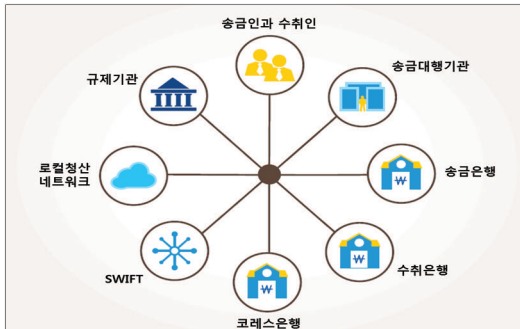 송금인과 수취인
규제기관
송금대행기관
로컬청산
네트워크
송금은행
₩
SWIFT
수취은행
₩
코레스은행
₩